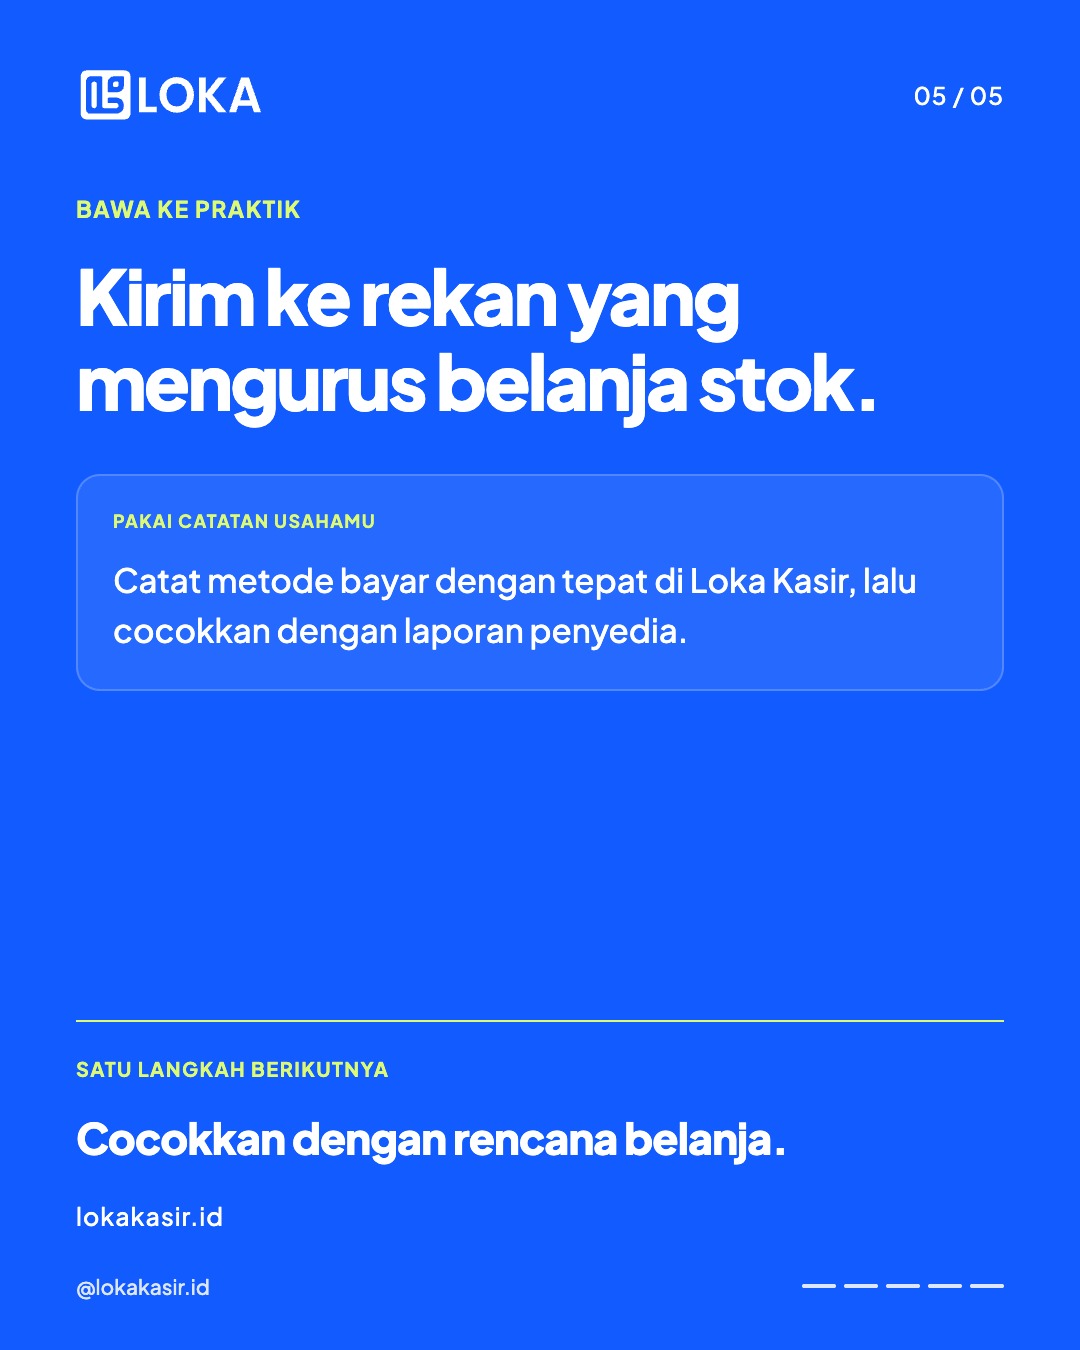 LOKA
05 / 05
BAWA KE PRAKTIK
Kirim ke rekan yang
mengurus belanja stok.
PAKAI CATATAN USAHAMU
Catat metode bayar dengan tepat di Loka Kasir, lalu
cocokkan dengan laporan penyedia.
SATU LANGKAH BERIKUTNYA
Cocokkan dengan rencana belanja.
lokakasir.id
@lokakasir.id